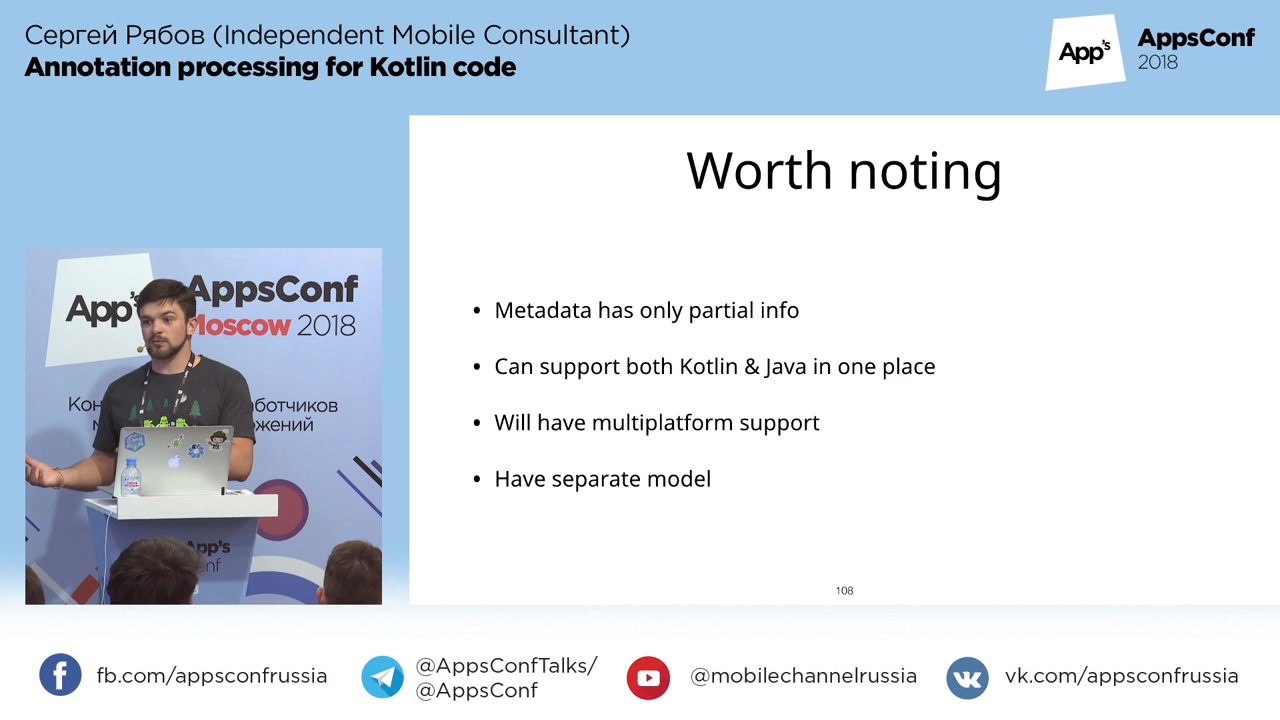 Сергей Рябов (Independent Mobile Consultant)
Annotation processing for Kotlin code
App's
AppsConf
2018
Worth noting
• Metadata has only partial info
• Can support both Kotlin & Java in one place
• Will have multiplatform support
• Have separate model
108
App's
AppsConf
Moscow 2018
App's
fb.com/appsconfrussia
@AppsConfTalks/
@AppsConf
@mobilechannelrussia
vk.com/appsconfrussia